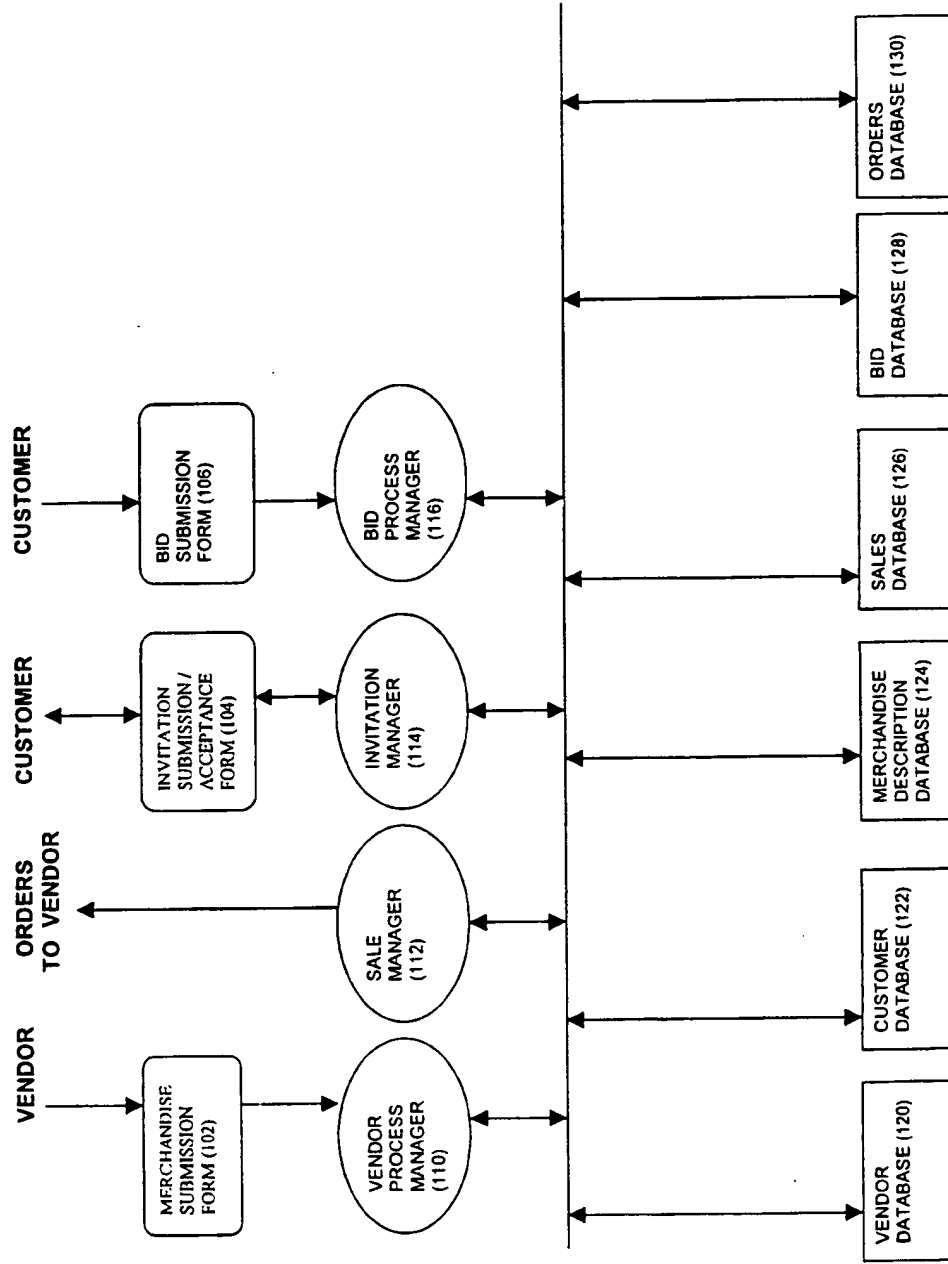 VENDOR
ORDERS
TO VENDOR
CUSTOMER
CUSTOMER
MERCHANDISE
SUBMISSION
FORM (102)
INVITATION
SUBMISSION/
ACCEPTANCE
FORM (104)
BID
SUBMISSION
FORM (106)
VENDOR
PROCESS
MANAGER
(110)
SALE
MANAGER
(112)
INVITATION
MANAGER
(114)
BID
PROCESS
MANAGER
(116)
VENDOR
DATABASE (120)
CUSTOMER
DATABASE (122)
MERCHANDISE
DESCRIPTION
DATABASE (124)
SALES
DATABASE (126)
BID
DATABASE (128)
ORDERS
DATABASE (130)